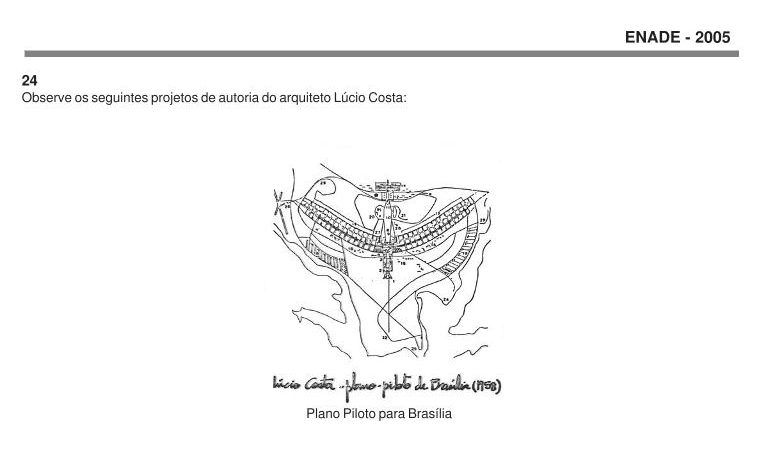 ENADE - 2005
24
Observe os seguintes projetos de autoria do arquiteto Lúcio Costa:
Lúcio Costa - plano-piloto de Brasília (1958)
Plano Piloto para Brasília